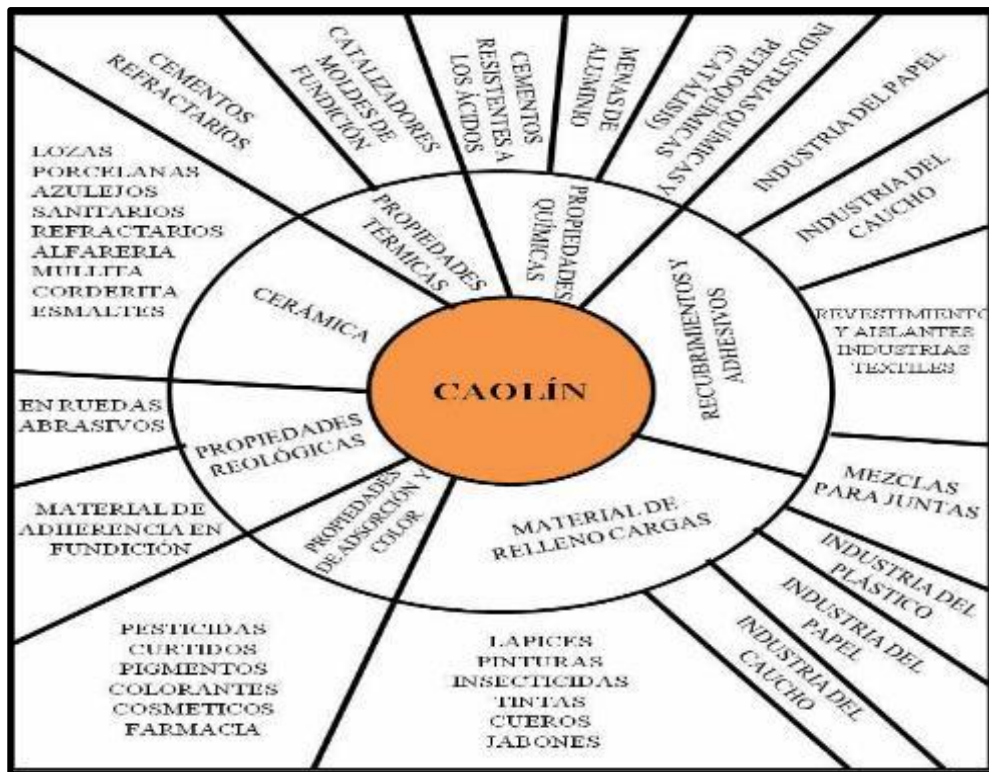 CAOLÍN
PROPIEDADES
TÉRMICAS
PROPIEDADES
QUÍMICAS
RECUBRIMIENTOS Y
ADHESIVOS
MATERIAL DE
RELLENO CARGAS
PROPIEDADES
DE ADSORCIÓN Y
COLOR
PROPIEDADES
REOLÓGICAS
CERÁMICA
CEMENTOS
REFRACTARIOS
CATALIZADORES
MOLDES DE
FUNDICIÓN
CEMENTOS
RESISTENTES A
LOS ÁCIDOS
MENAS DE
ALUMINIO
INDUSTRIAS QUÍMICAS Y
PETROQUÍMICAS
(CATÁLISIS)
INDUSTRIA DEL PAPEL
INDUSTRIA DEL
CAUCHO
REVESTIMIENTO
Y AISLANTES
INDUSTRIAS
TEXTILES
MEZCLAS
PARA JUNTAS
INDUSTRIA DEL
PLÁSTICO
INDUSTRIA DEL
PAPEL
INDUSTRIA DEL
CAUCHO
LAPICES
PINTURAS
INSECTICIDAS
TINTAS
CUEROS
JABONES
PESTICIDAS
CURTIDOS
PIGMENTOS
COLORANTES
COSMETICOS
FARMACIA
MATERIAL DE
ADHERENCIA EN
FUNDICIÓN
EN RUEDAS
ABRASIVOS
LOZAS
PORCELANAS
AZULEJOS
SANITARIOS
REFRACTARIOS
ALFARERIA
MULLITA
CORDERITA
ESMALTES